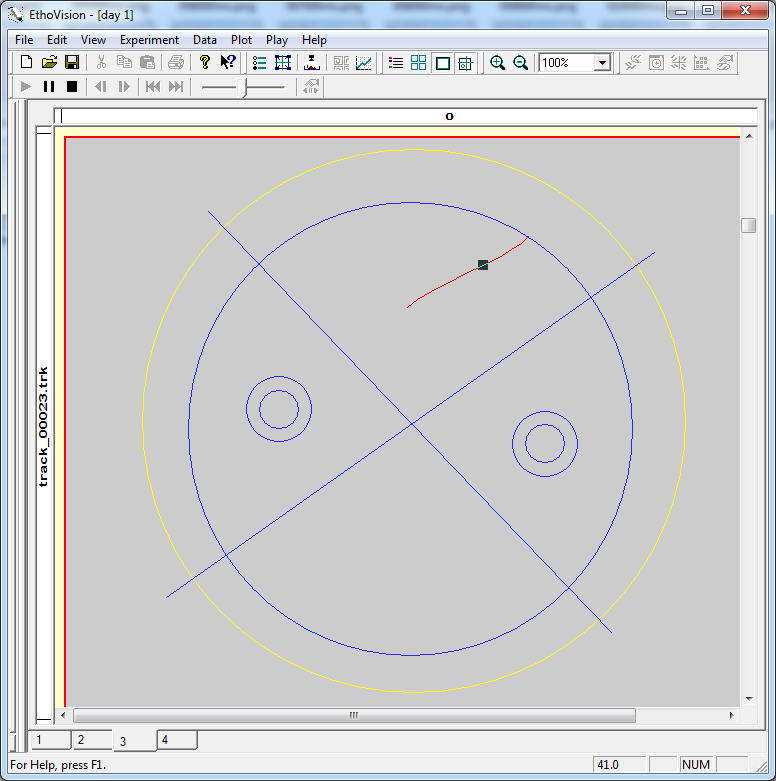 EthoVision - [day 1]
File Edit View Experiment Data Plot Play Help
100%
o
track_00023.trk
1 2 3 4
For Help, press F1.
41.0
NUM